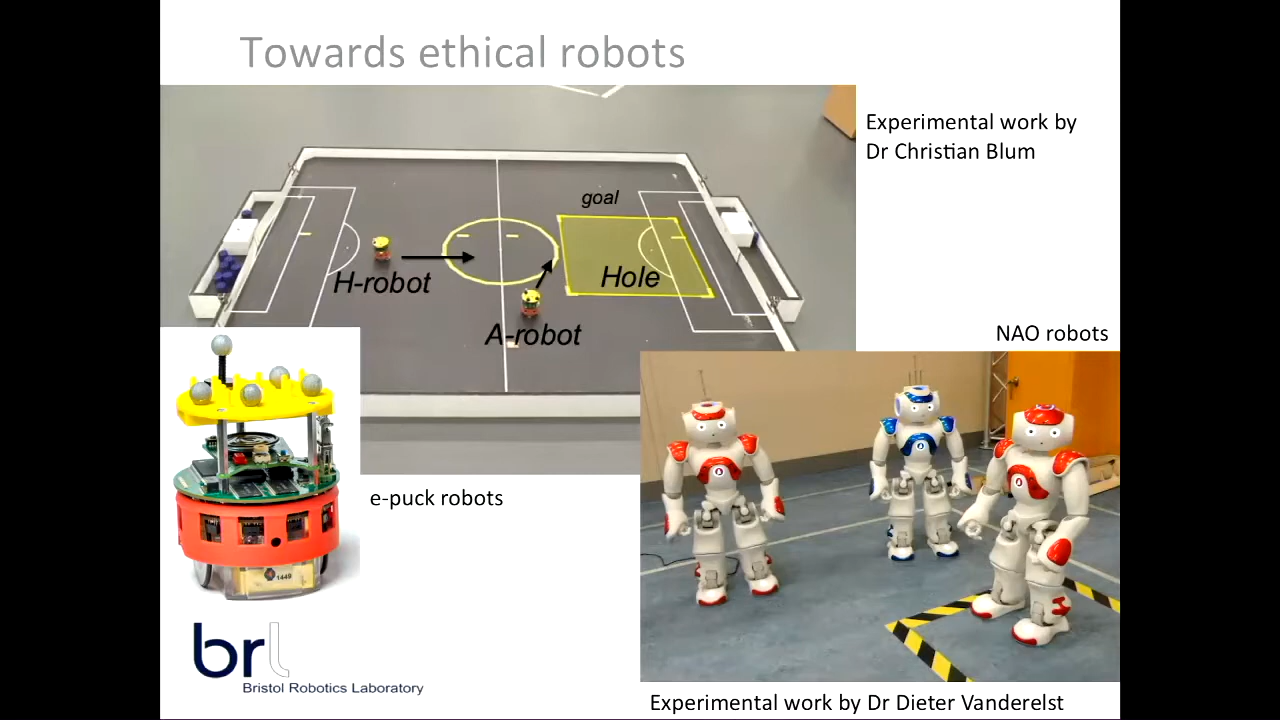 Towards ethical robots
Experimental work by
Dr Christian Blum
goal
Hole
H-robot
A-robot
NAO robots
e-puck robots
1449
brl
Bristol Robotics Laboratory
Experimental work by Dr Dieter Vanderelst